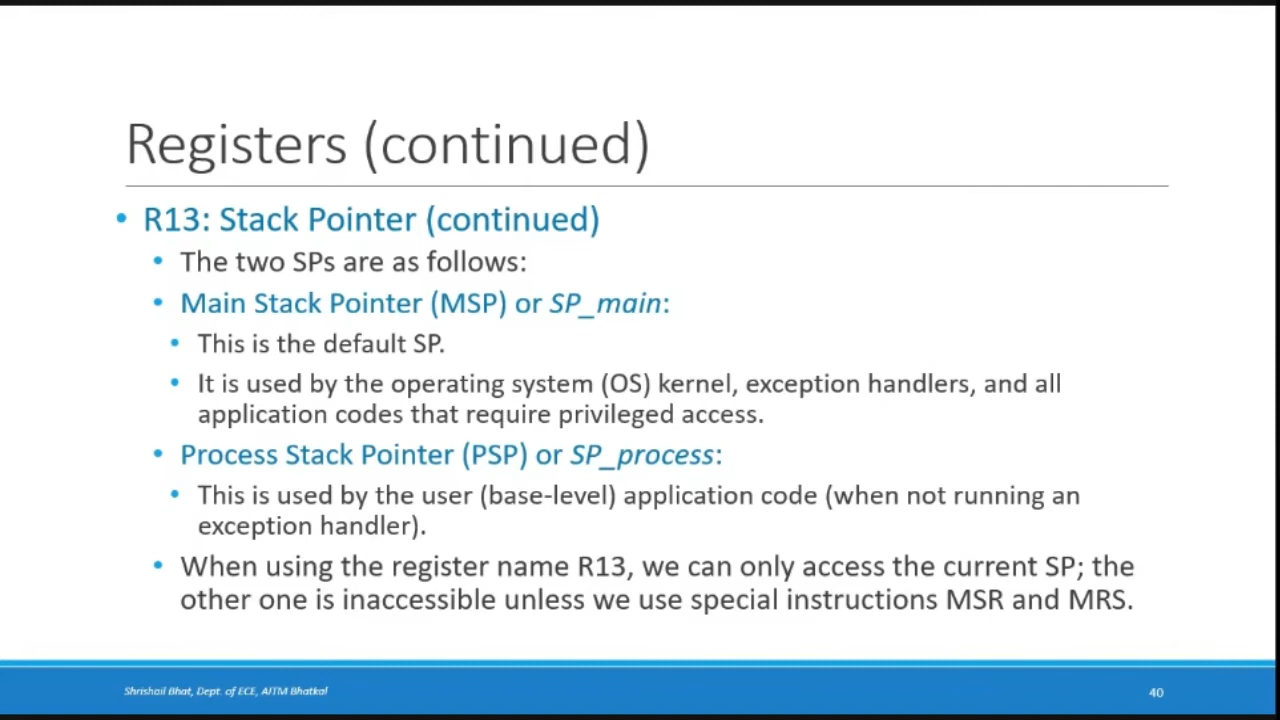 Registers (continued)
• R13: Stack Pointer (continued)
• The two SPs are as follows:
• Main Stack Pointer (MSP) or SP_main:
• This is the default SP.
• It is used by the operating system (OS) kernel, exception handlers, and all
application codes that require privileged access.
• Process Stack Pointer (PSP) or SP_process:
• This is used by the user (base-level) application code (when not running an
exception handler).
• When using the register name R13, we can only access the current SP; the
other one is inaccessible unless we use special instructions MSR and MRS.
Shrishail Bhat, Dept. of ECE, AITM Bhatkal
40